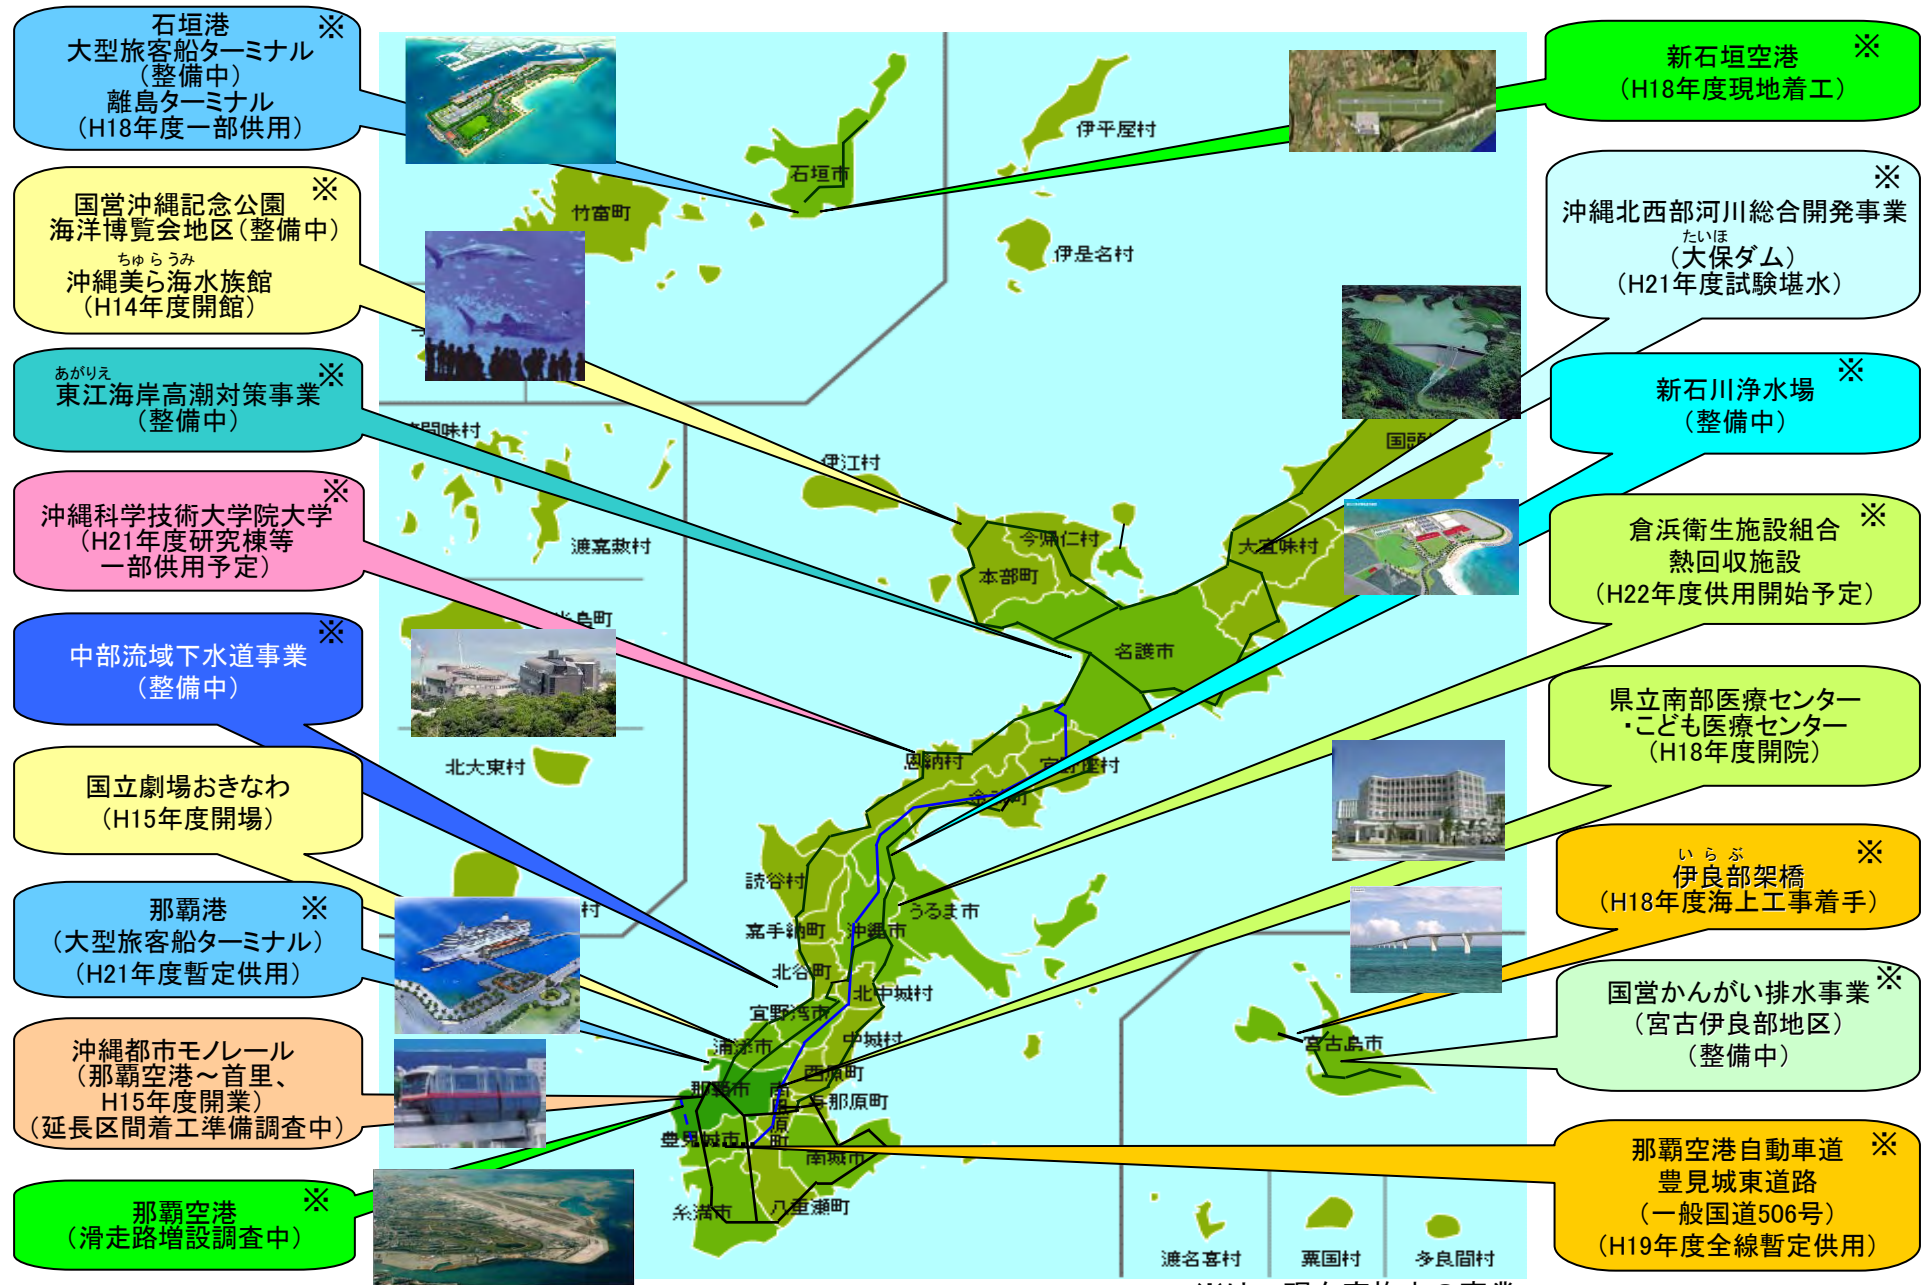 石垣港 ※
大型旅客船ターミナル
(整備中)
離島ターミナル
(H18年度一部供用)
国営沖縄記念公園 ※
海洋博覧会地区(整備中)
ちゅらうみ
沖縄美ら海水族館
(H14年度開館)
あがりえ
東江海岸高潮対策事業 ※
(整備中)
沖縄科学技術大学院大学 ※
(H21年度研究棟等
一部供用予定)
中部流域下水道事業 ※
(整備中)
国立劇場おきなわ
(H15年度開場)
那覇港 ※
(大型旅客船ターミナル)
(H21年度暫定供用)
沖縄都市モノレール
(那覇空港~首里、
H15年度開業)
(延長区間着工準備調査中)
那覇空港 ※
(滑走路増設調査中)
新石垣空港 ※
(H18年度現地着工)
※
沖縄北西部河川総合開発事業
たいほ
(大保ダム)
(H21年度試験堪水)
新石川浄水場 ※
(整備中)
倉浜衛生施設組合 ※
熱回収施設
(H22年度供用開始予定)
県立南部医療センター
・こども医療センター
(H18年度開院)
いらぶ ※
伊良部架橋
(H18年度海上工事着手)
国営かんがい排水事業 ※
(宮古伊良部地区)
(整備中)
那覇空港自動車道 ※
豊見城東道路
(一般国道506号)
(H19年度全線暫定供用)
石垣市
竹富町
伊平屋村
伊是名村
間味村
渡嘉敷村
島町
北大東村
村
伊江村
今帰仁村
本部町
国頭
大宜味村
名護市
恩納村
宜野座村
町
読谷村
うるま市
嘉手納町
沖縄市
北谷町
北中城村
宜野湾市
中城村
浦添市
西原町
那覇市
南風原町
与那原町
豊見城市
南城市
糸満市
八重瀬町
宮古島市
渡名喜村
粟国村
多良間村